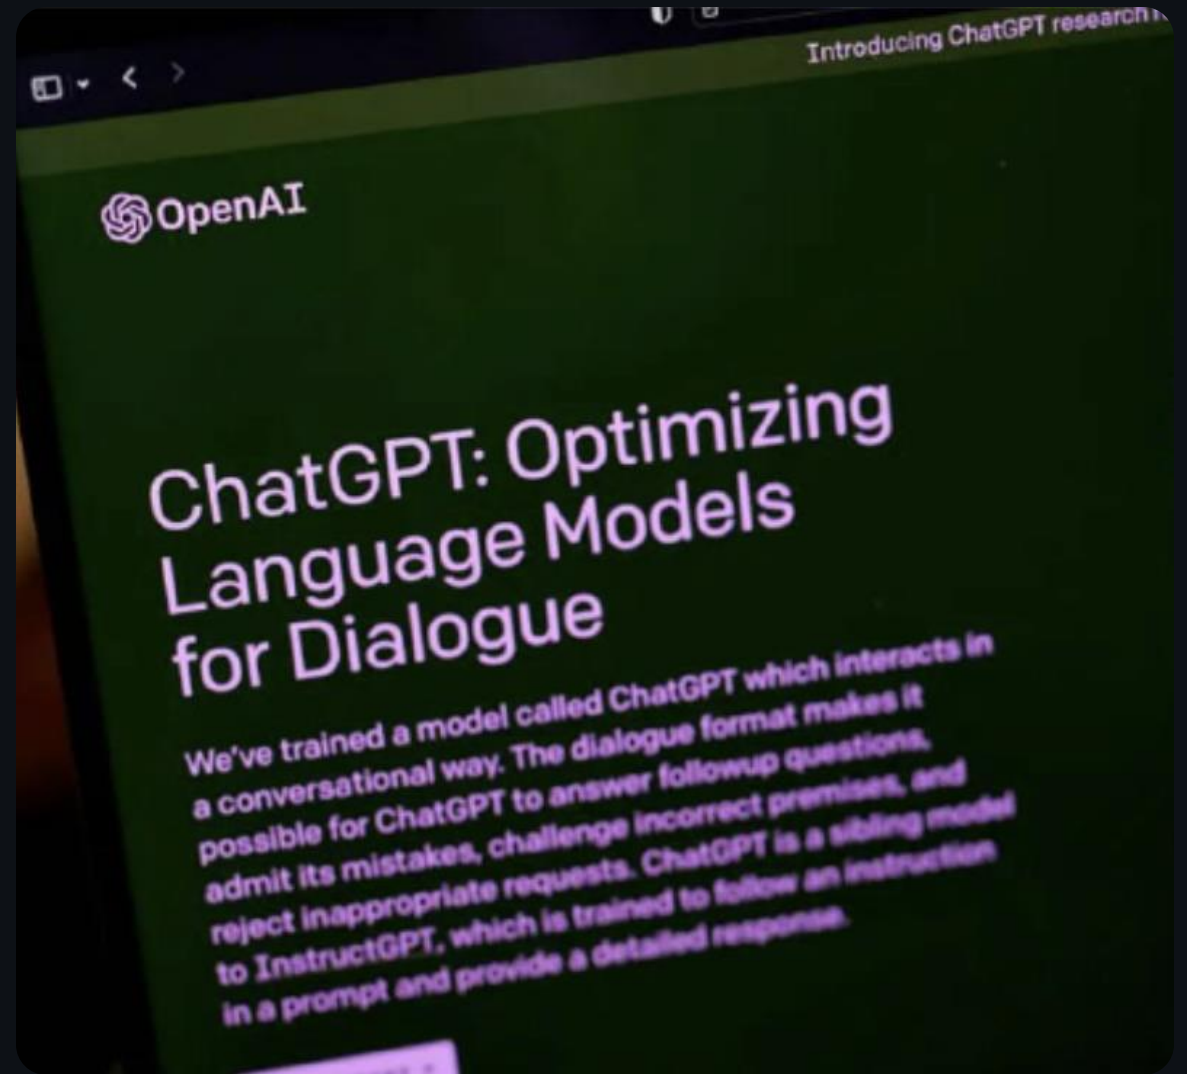 Introducing ChatGPT research
OpenAI
ChatGPT: Optimizing
Language Models
for Dialogue
We've trained a model called ChatGPT which interacts in
a conversational way. The dialogue format makes it
possible for ChatGPT to answer followup questions,
admit its mistakes, challenge incorrect premises, and
reject inappropriate requests. ChatGPT is a sibling model
to InstructGPT, which is trained to follow an instruction
in a prompt and provide a detailed response.